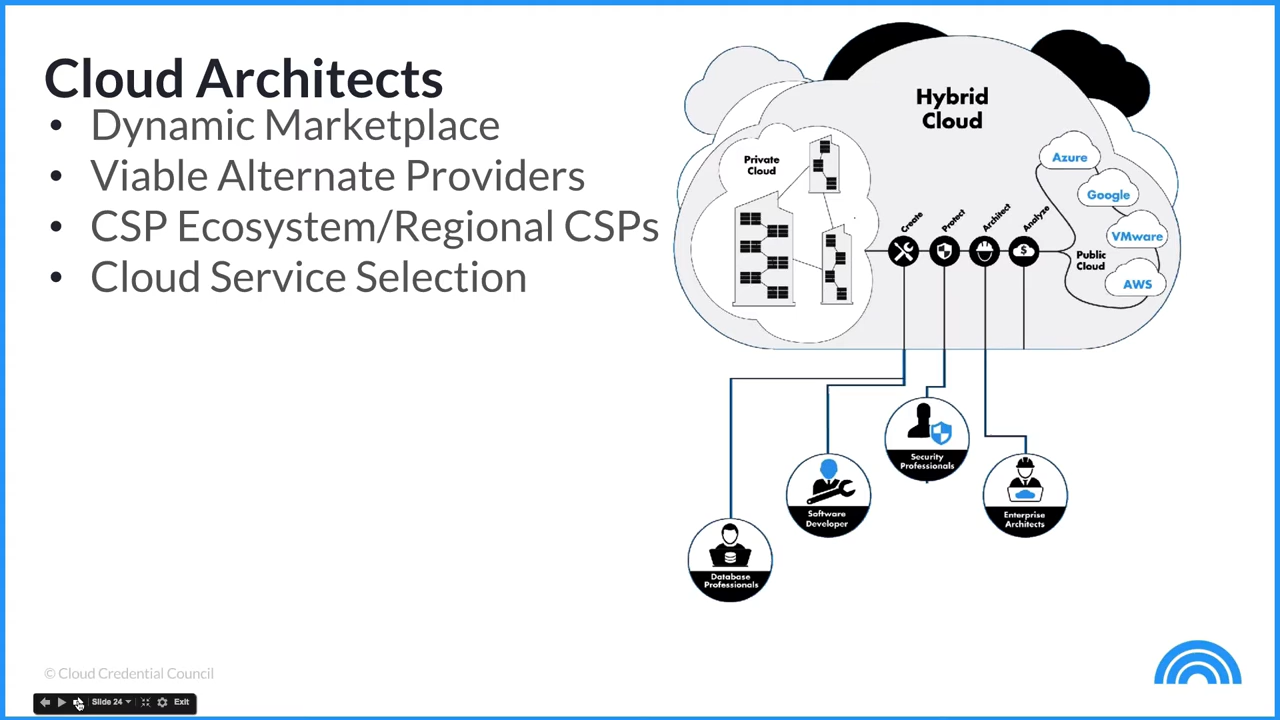 Cloud Architects
• Dynamic Marketplace
• Viable Alternate Providers
• CSP Ecosystem/Regional CSPs
• Cloud Service Selection
Hybrid
Cloud
Private
Cloud
Create
Protect
Architect
Analyze
$
Public
Cloud
Azure
Google
VMware
AWS
Security
Professionals
Software
Developer
Enterprise
Architects
Database
Professionals
© Cloud Credential Council
Slide 24
Exit